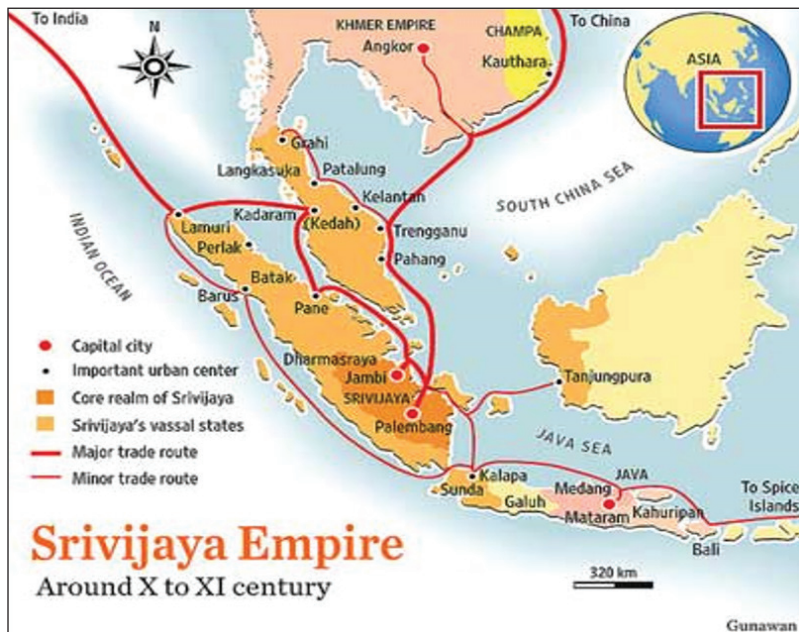 To India
N
KHMER EMPIRE
Angkor
CHAMPA
Kauthara
To China
ASIA
Grahi
Langkasuka
Patalung
Kelantan
Kadaram
(Kedah)
Trengganu
Pahang
SOUTH CHINA SEA
INDIAN OCEAN
Lamuri
Perlak
Batak
Barus
Pane
Dharmasraya
Jambi
SRIVIJAYA
Palembang
Tanjungpura
JAVA SEA
Kalapa
Sunda
Galuh
JAVA
Medang
Mataram
Kahuripan
Bali
To Spice
Islands
Capital city
Important urban center
Core realm of Srivijaya
Srivijaya's vassal states
Major trade route
Minor trade route
Srivijaya Empire
Around X to XI century
320 km
Gunawan